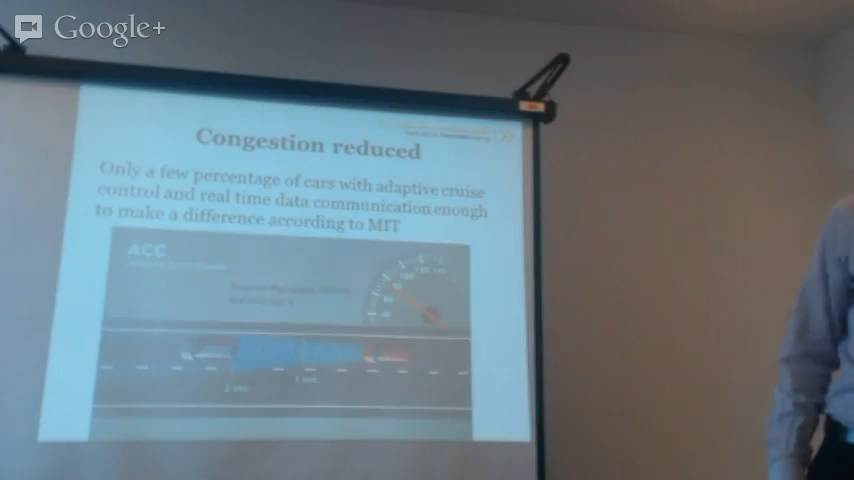 Google+
Congestion reduced
Only a few percentage of cars with adaptive cruise
control and real time data communication enough
to make a difference according to MIT
ACC
2 sec.
1 sec.